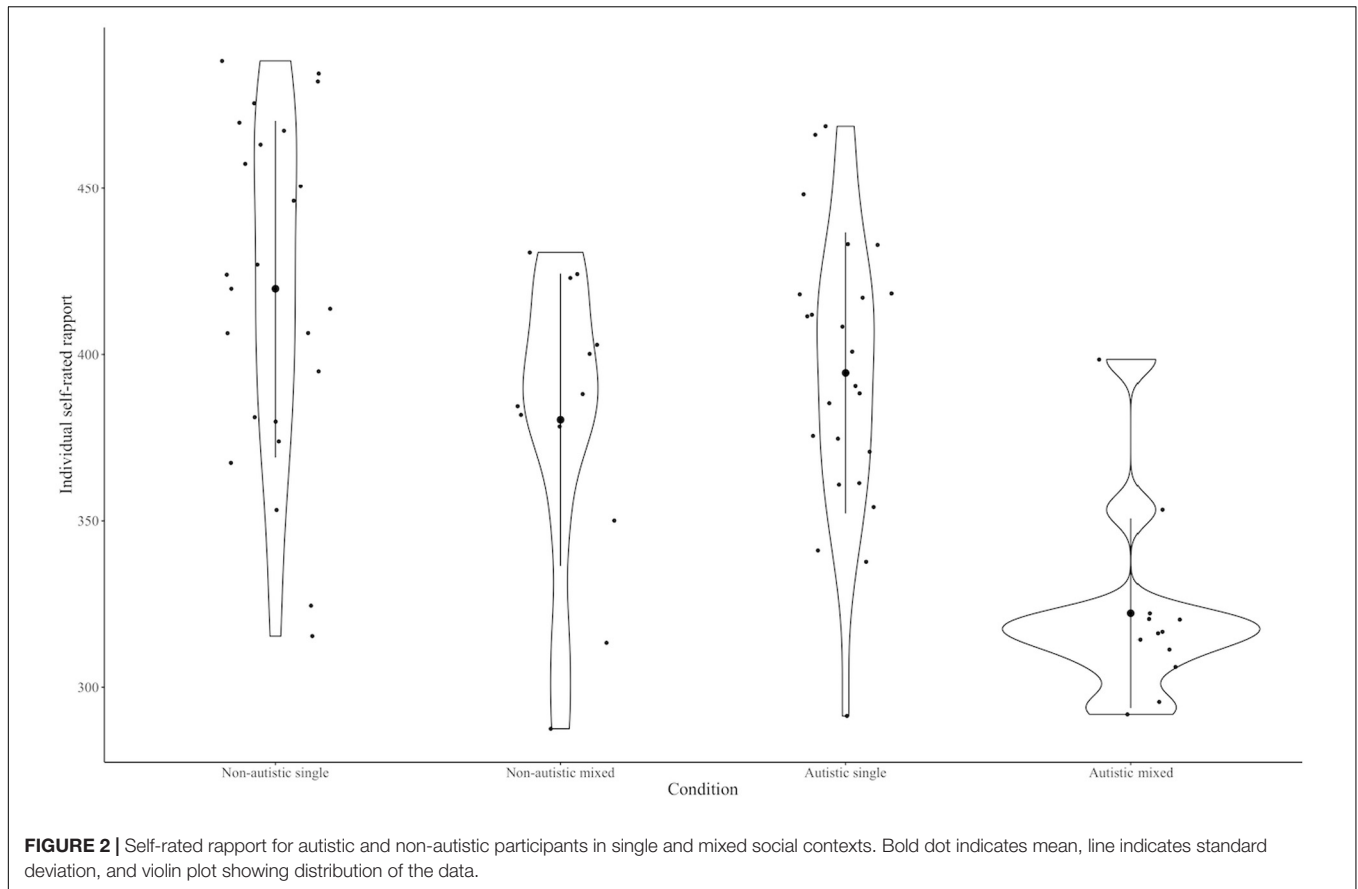 450
400
350
300
Individual self-rated rapport
Non-autistic single
Non-autistic mixed
Autistic single
Autistic mixed
Condition
FIGURE 2 | Self-rated rapport for autistic and non-autistic participants in single and mixed social contexts. Bold dot indicates mean, line indicates standard
deviation, and violin plot showing distribution of the data.